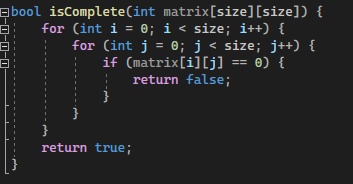 bool isComplete(int matrix[size][size]) {
    for (int i = 0; i < size; i++) {
        for (int j = 0; j < size; j++) {
            if (matrix[i][j] == 0) {
                return false;
            }
        }
    }
    return true;
}